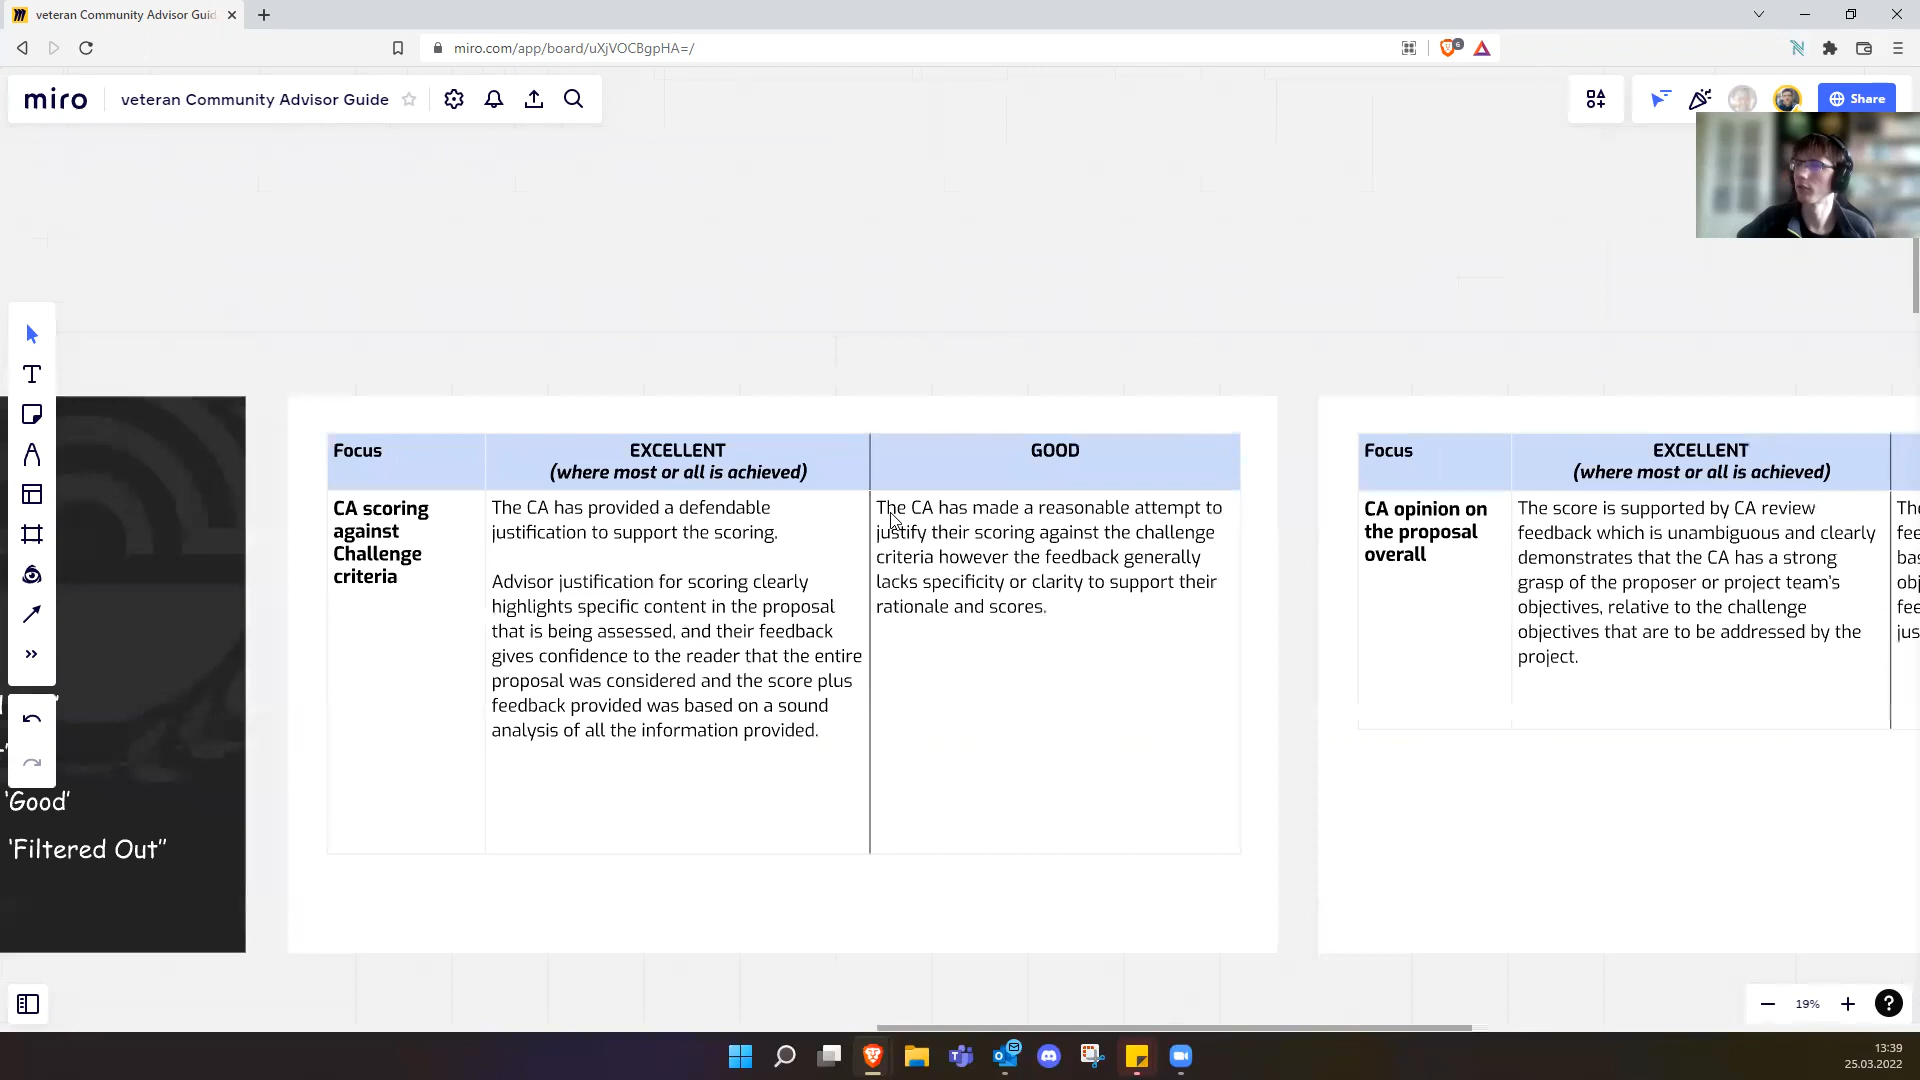 veteran Community Advisor Guid
miro.com/app/board/uXjVOCBgpHA=/
6
miro
veteran Community Advisor Guide
Share
'Good'
'Filtered Out"
Focus
EXCELLENT
(where most or all is achieved)
GOOD
CA scoring
against
Challenge
criteria
The CA has provided a defendable
justification to support the scoring.
Advisor justification for scoring clearly
highlights specific content in the proposal
that is being assessed, and their feedback
gives confidence to the reader that the entire
proposal was considered and the score plus
feedback provided was based on a sound
analysis of all the information provided.
The CA has made a reasonable attempt to
justify their scoring against the challenge
criteria however the feedback generally
lacks specificity or clarity to support their
rationale and scores.
Focus
EXCELLENT
(where most or all is achieved)
CA opinion on
the proposal
overall
The score is supported by CA review
feedback which is unambiguous and clearly
demonstrates that the CA has a strong
grasp of the proposer or project team's
objectives, relative to the challenge
objectives that are to be addressed by the
project.
The
fee
bas
obj
fee
jus
19%
13:39
25.03.2022